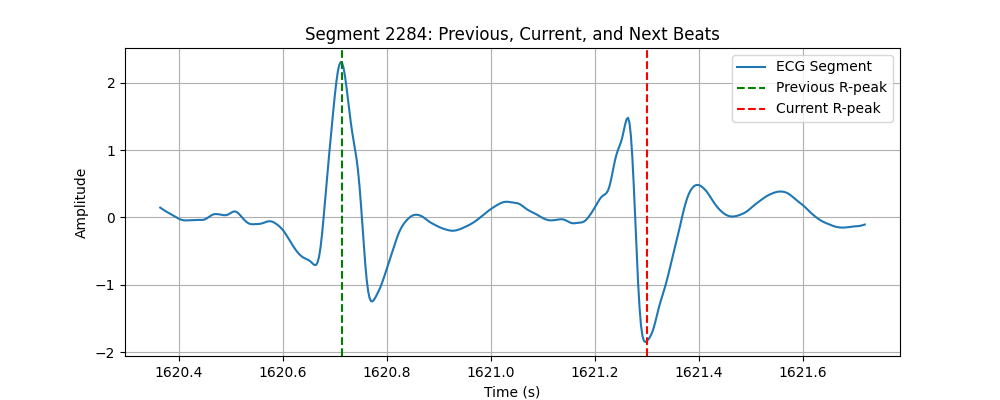 Segment 2284: Previous, Current, and Next Beats
ECG Segment
Previous R-peak
Current R-peak
Amplitude
2
1
0
−1
−2
1620.4 1620.6 1620.8 1621.0 1621.2 1621.4 1621.6
Time (s)